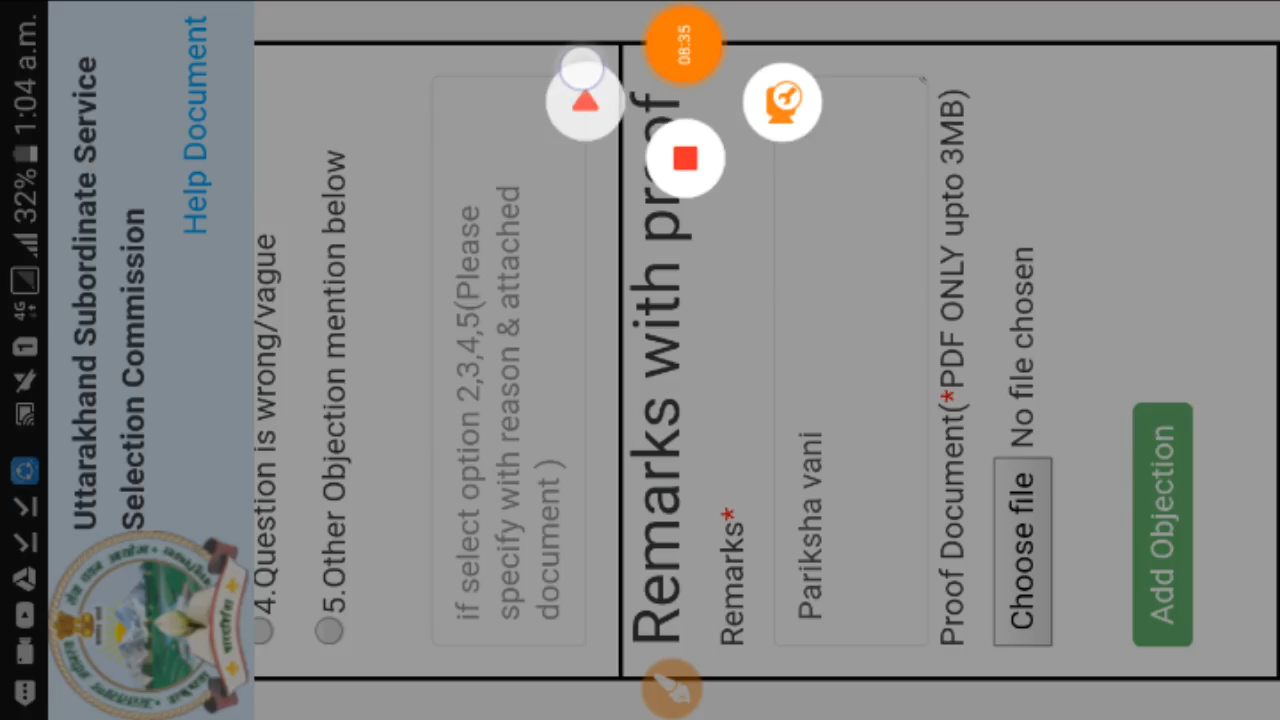 32% 1:04 a.m.
4G
1
Uttarakhand Subordinate Service
Selection Commission
Help Document
4.Question is wrong/vague
5.Other Objection mention below
if select option 2,3,4,5(Please
specify with reason & attached
document )
08:35
Remarks with proof
Remarks*
Pariksha vani
Proof Document(*PDF ONLY upto 3MB)
Choose file No file chosen
Add Objection